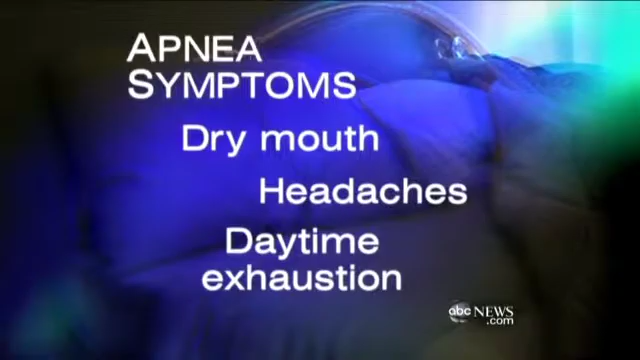 APNEA
SYMPTOMS
Dry mouth
Headaches
Daytime
exhaustion
abc NEWS
.com